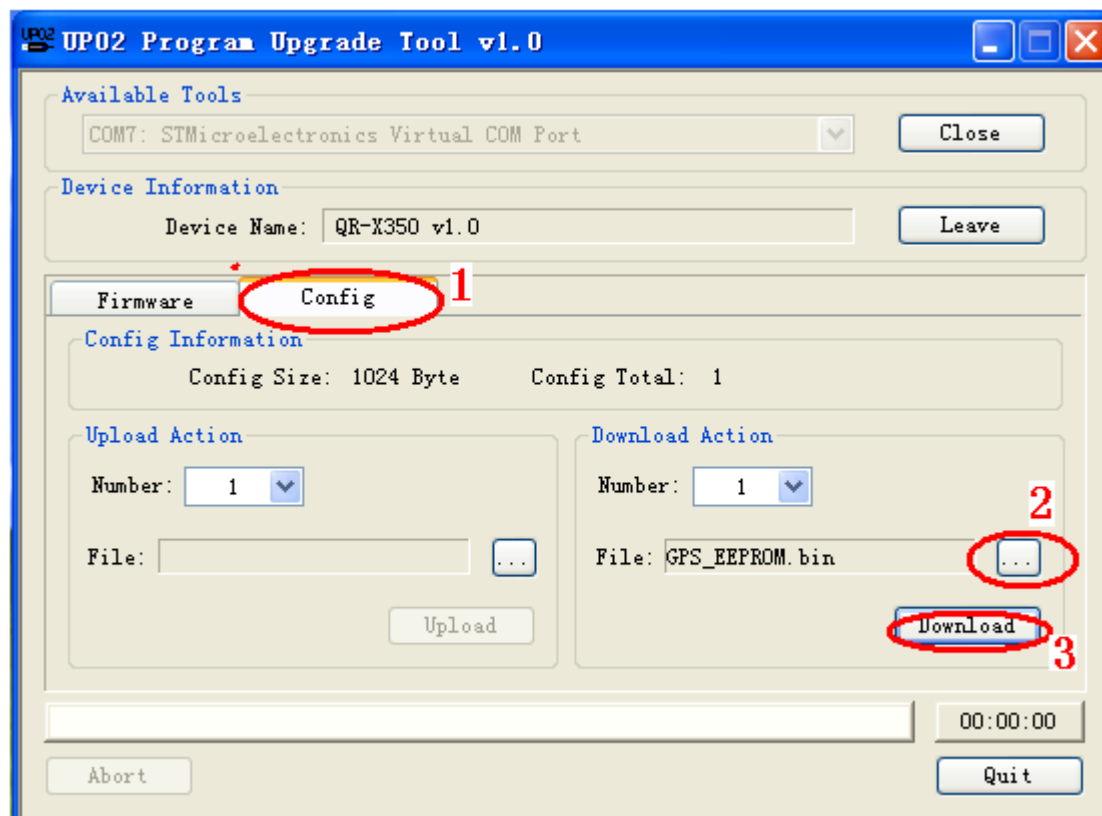 UP02 UP02 Program Upgrade Tool v1.0
Available Tools
COM7: STMicroelectronics Virtual COM Port Close
Device Information
Device Name: QR-X350 v1.0 Leave
Firmware Config 1
Config Information
Config Size: 1024 Byte Config Total: 1
Upload Action Download Action
Number: 1 Number: 1
2
File: ... File: GPS_EEPROM.bin ...
Upload Download
3
00:00:00
Abort Quit